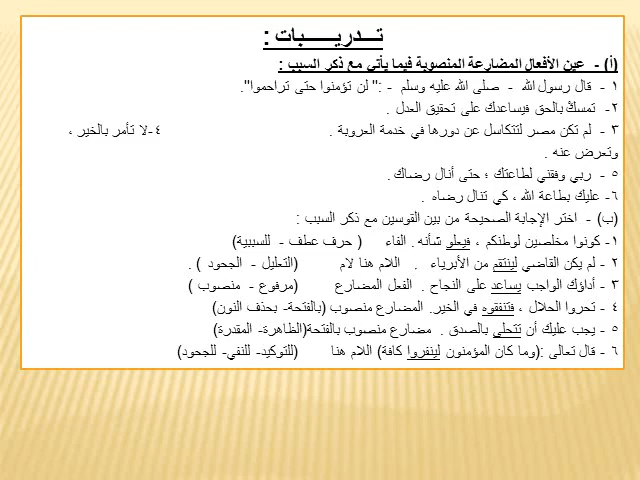 تـــدريـــــبات :
(أ) - عين الأفعال المضارعة المنصوبة فيما يأتي مع ذكر السبب :
١ - قال رسول الله - صلى الله عليه وسلم - :" لن تؤمنوا حتى تراحموا".
٢- تمسكْ بالحق فيساعدك على تحقيق العدل .
٣ - لم تكن مصر لتتكاسل عن دورها في خدمة العروبة . ٤-لا تأمر بالخير ،
وتعرض عنه .
٥ - ربي وفقني لطاعتك ؛ حتى أنال رضاك .
٦- عليك بطاعة الله ، كي تنال رضاه .
(ب) - اختر الإجابة الصحيحة من بين القوسين مع ذكر السبب :
١- كونوا مخلصين لوطنكم ، فيعلو شأنه . الفاء ( حرف عطف - للسببية)
٢ - لم يكن القاضي لينتقم من الأبرياء . اللام هنا لام (التعليل - الجحود ) .
٣ - أداؤك الواجب يساعد على النجاح . الفعل المضارع (مرفوع - منصوب )
٤ - تحروا الحلال ، فتنفقوه في الخير. المضارع منصوب (بالفتحة- بحذف النون)
٥ - يجب عليك أن تتحلى بالصدق . مضارع منصوب بالفتحة(الظاهرة- المقدرة)
٦ - قال تعالى :(وما كان المؤمنون لينفروا كافة) اللام هنا (للتوكيد- للنفي- للجحود)